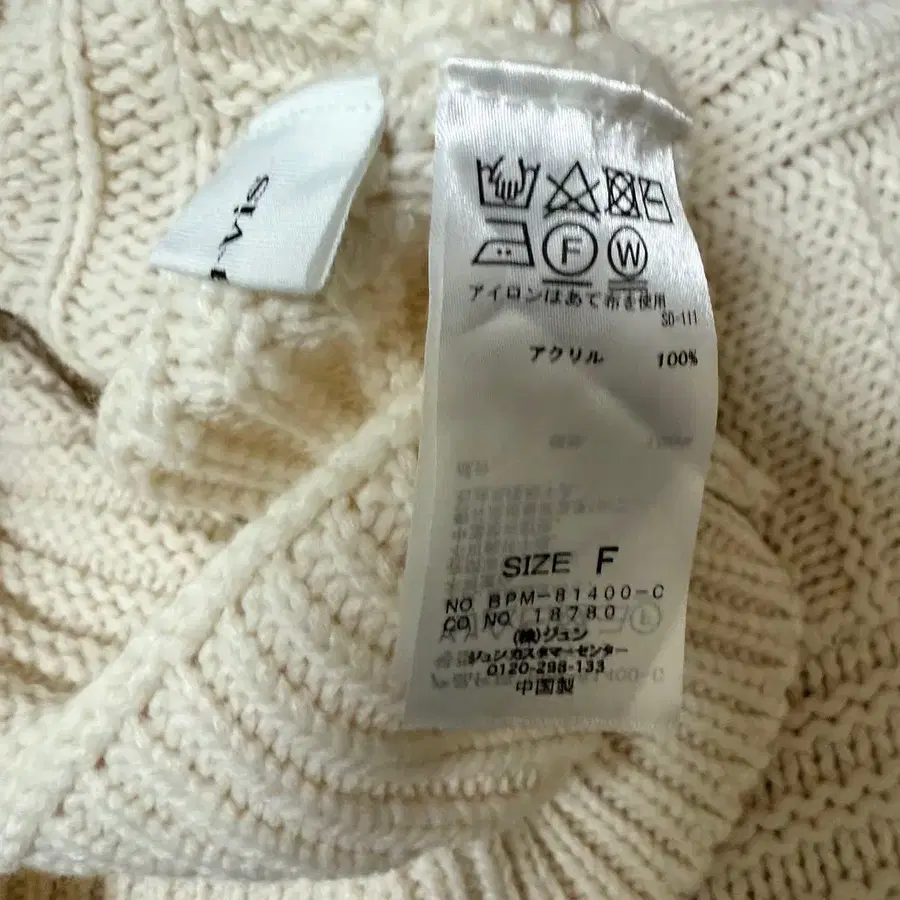 vis
F W
アイロンはあて布を使用
SD-111
アクリル 100%
SIZE F
NO BPM-81400-C
CO NO 18780
(株)ジュン
ジュンカスタマーセンター
0120-298-133
中国製